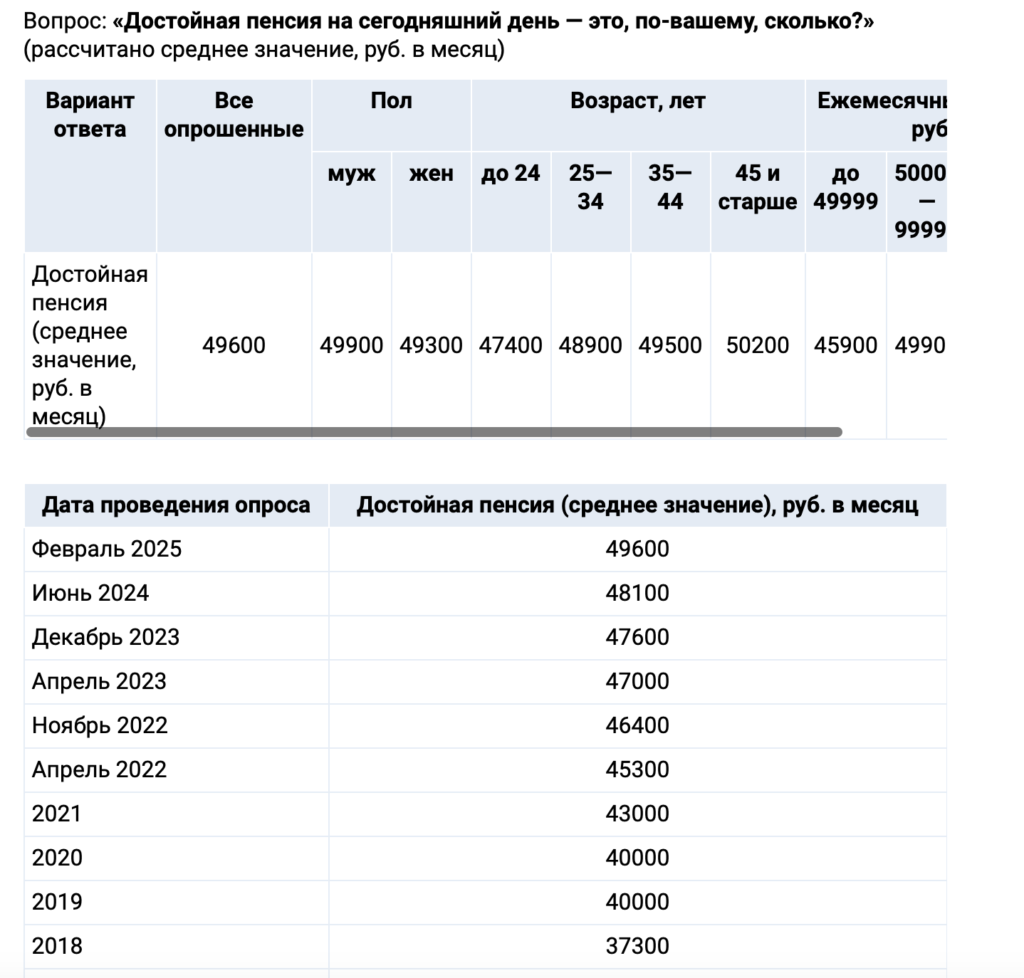 Вопрос: «Достойная пенсия на сегодняшний день — это, по-вашему, сколько?»
(рассчитано среднее значение, руб. в месяц)
Вариант ответа Все опрошенные Пол Возраст, лет
муж жен до 24 25—34 35—44 45 и старше до 49999
Достойная пенсия (среднее значение, руб. в месяц) 49600 49900 49300 47400 48900 49500 50200 45900
Дата проведения опроса Достойная пенсия (среднее значение), руб. в месяц
Февраль 2025 49600
Июнь 2024 48100
Декабрь 2023 47600
Апрель 2023 47000
Ноябрь 2022 46400
Апрель 2022 45300
2021 43000
2020 40000
2019 40000
2018 37300